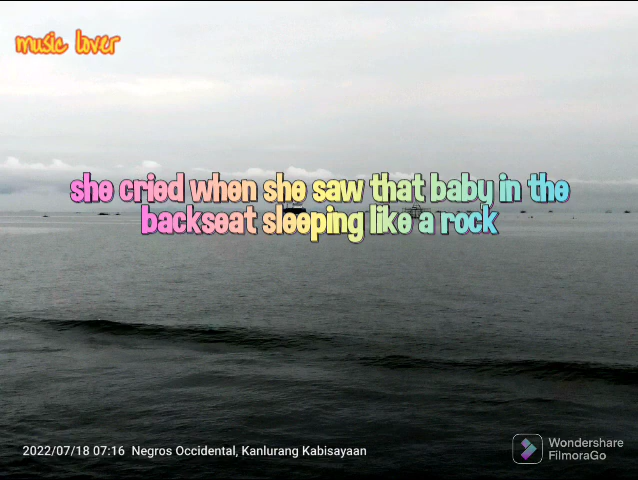 music lover
she cried when she saw that baby in the
backseat sleeping like a rock
2022/07/18 07:16 Negros Occidental, Kanlurang Kabisayaan
Wondershare
FilmoraGo